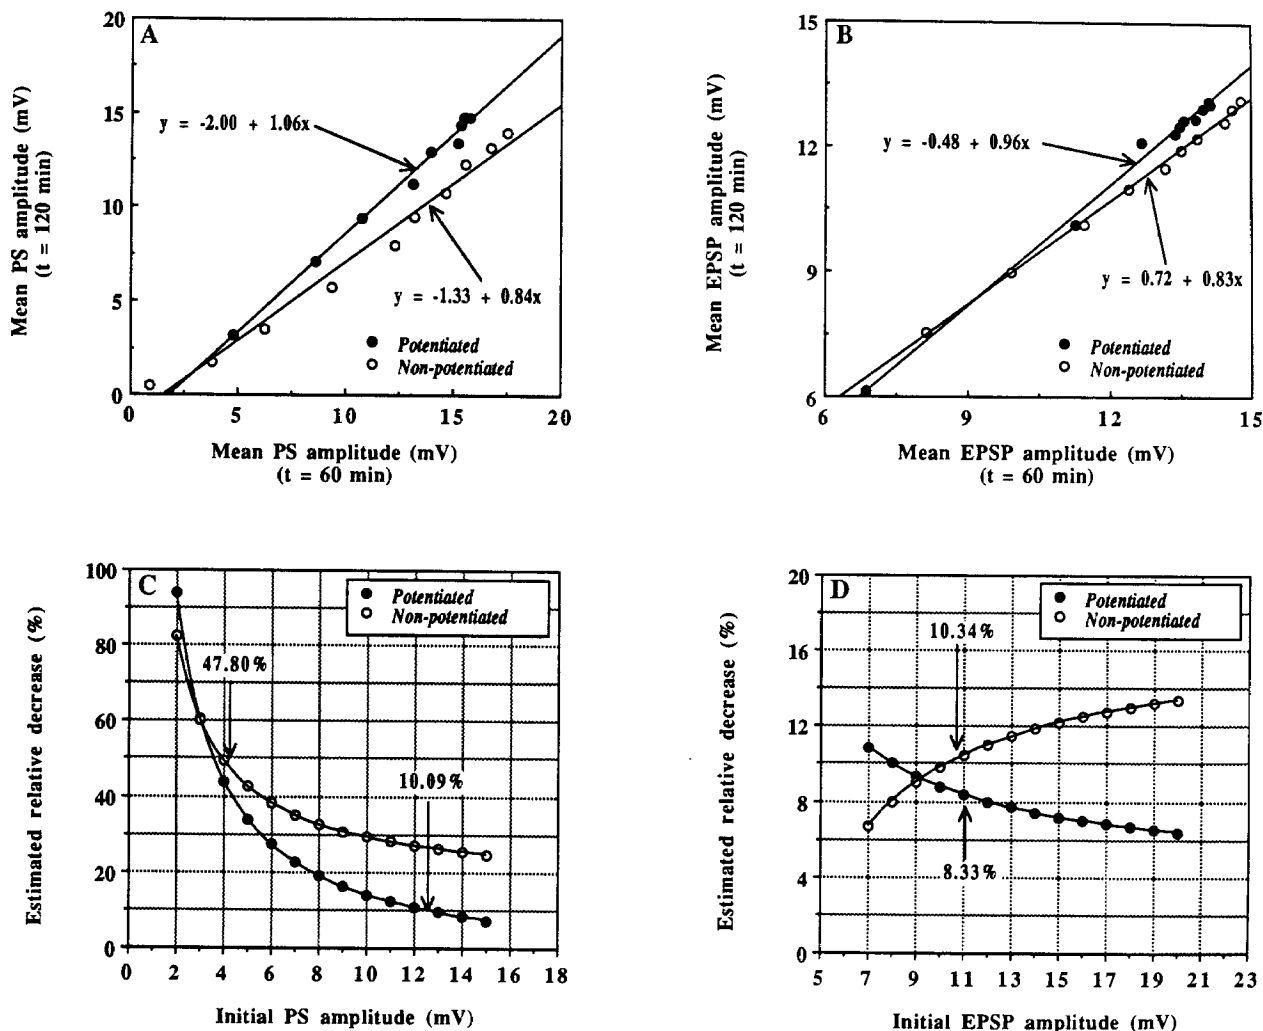 A
20
15
10
5
0
Mean PS amplitude (mV)
(t = 120 min)
y = -2.00 + 1.06x
y = -1.33 + 0.84x
Potentiated
Non-potentiated
0 5 10 15 20
Mean PS amplitude (mV)
(t = 60 min)
B
15
12
9
6
Mean EPSP amplitude (mV)
(t = 120 min)
y = -0.48 + 0.96x
y = 0.72 + 0.83x
Potentiated
Non-potentiated
6 9 12 15
Mean EPSP amplitude (mV)
(t = 60 min)
C
100
80
60
40
20
0
Estimated relative decrease (%)
Potentiated
Non-potentiated
47.80%
10.09%
0 2 4 6 8 10 12 14 16 18
Initial PS amplitude (mV)
D
20
16
12
8
4
0
Estimated relative decrease (%)
Potentiated
Non-potentiated
10.34%
8.33%
5 7 9 11 13 15 17 19 21 23
Initial EPSP amplitude (mV)